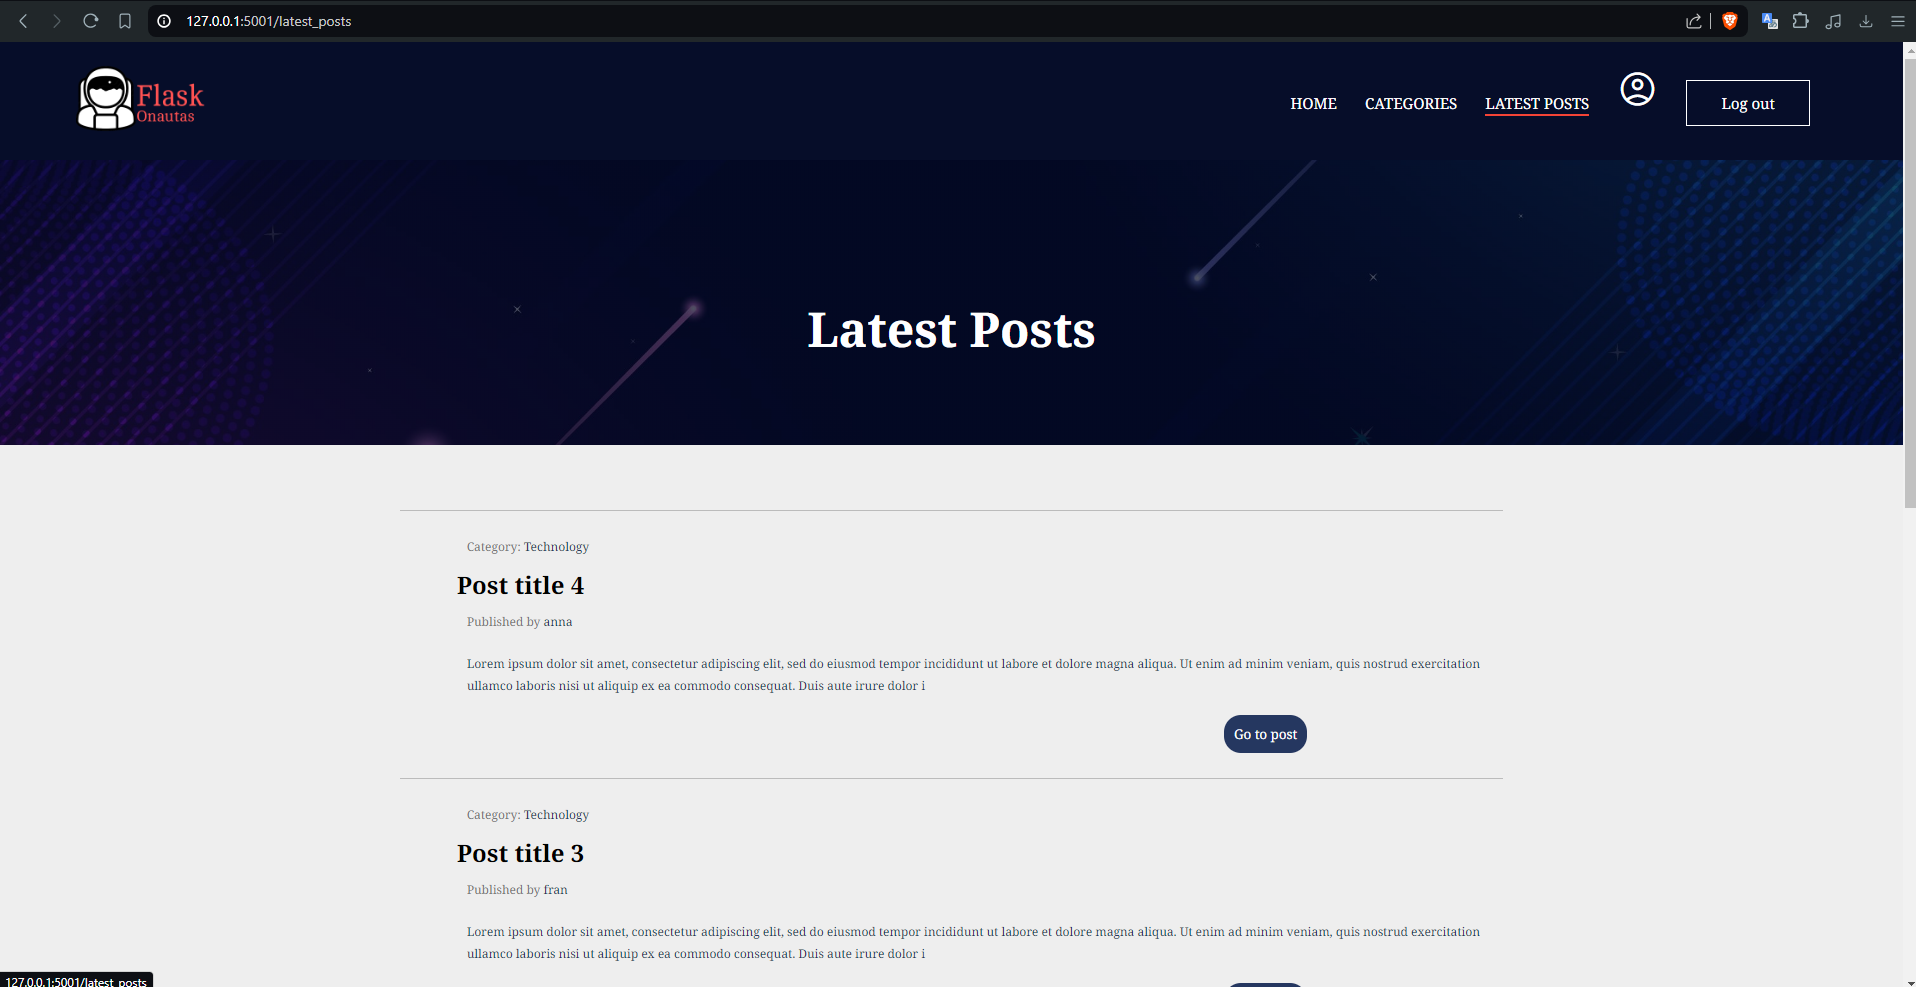 127.0.0.1:5001/latest_posts
Flask
Onautas
HOME CATEGORIES LATEST POSTS Log out
Latest Posts
Category: Technology
Post title 4
Published by anna
Lorem ipsum dolor sit amet, consectetur adipiscing elit, sed do eiusmod tempor incididunt ut labore et dolore magna aliqua. Ut enim ad minim veniam, quis nostrud exercitation
ullamco laboris nisi ut aliquip ex ea commodo consequat. Duis aute irure dolor i
Go to post
Category: Technology
Post title 3
Published by fran
Lorem ipsum dolor sit amet, consectetur adipiscing elit, sed do eiusmod tempor incididunt ut labore et dolore magna aliqua. Ut enim ad minim veniam, quis nostrud exercitation
ullamco laboris nisi ut aliquip ex ea commodo consequat. Duis aute irure dolor i
127.0.0.1:5001/latest_posts